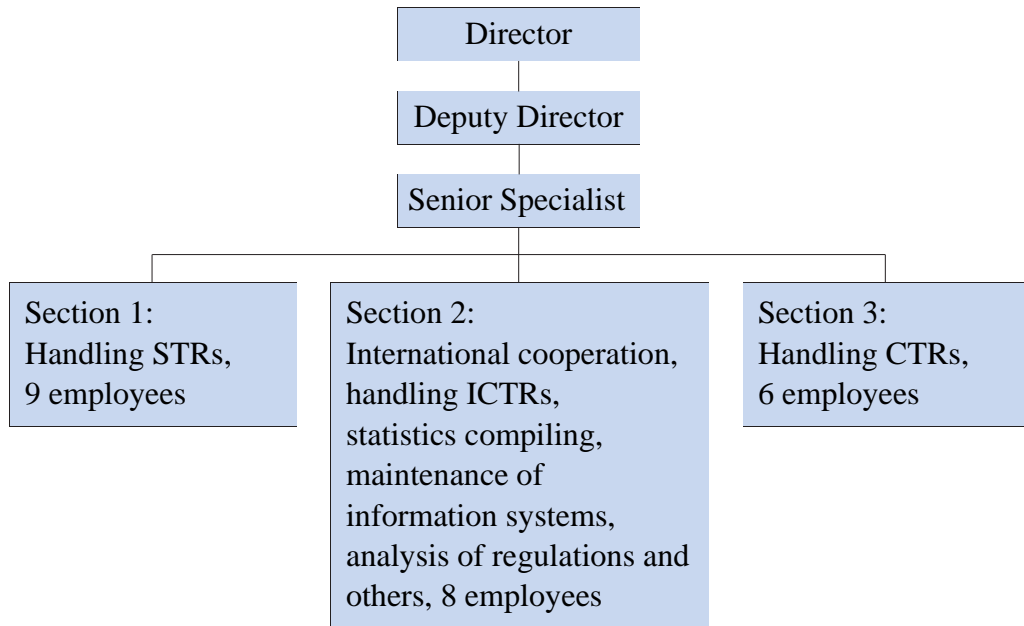 Director
Deputy Director
Senior Specialist
Section 1:
Handling STRs,
9 employees
Section 2:
International cooperation,
handling ICTRs,
statistics compiling,
maintenance of
information systems,
analysis of regulations and
others, 8 employees
Section 3:
Handling CTRs,
6 employees